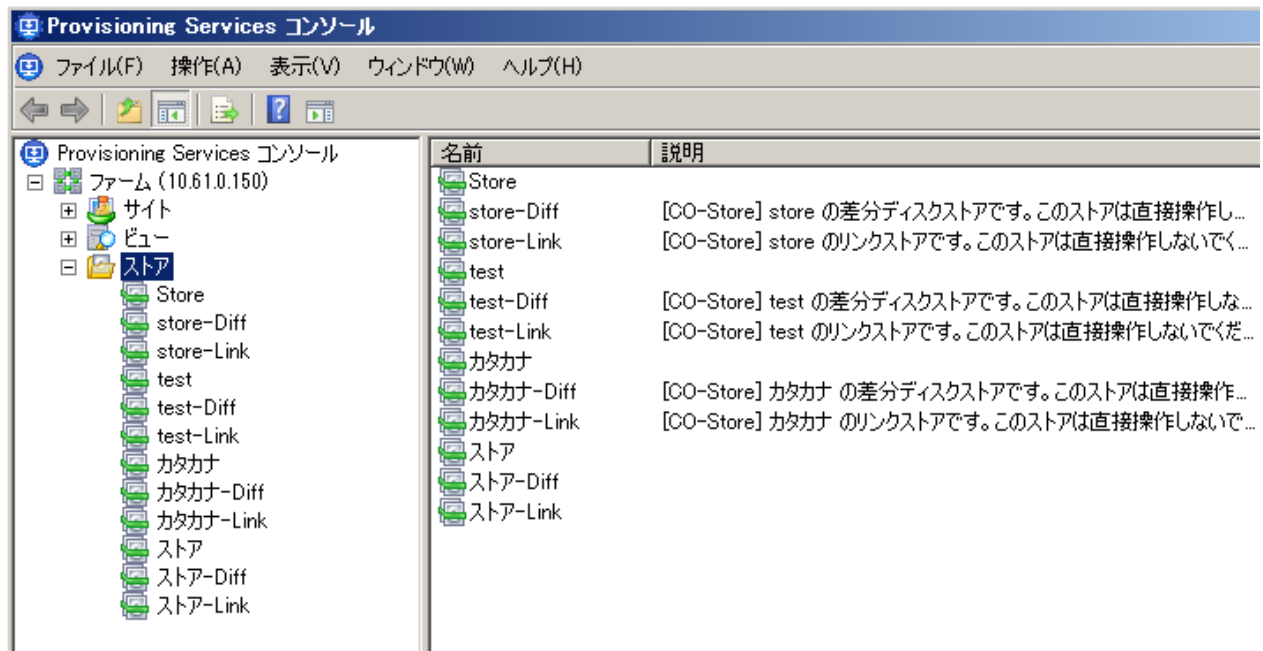 Provisioning Services コンソール
ファイル(F) 操作(A) 表示(V) ウィンドウ(W) ヘルプ(H)
Provisioning Services コンソール
ファーム (10.61.0.150)
サイト
ビュー
ストア
Store
store-Diff
store-Link
test
test-Diff
test-Link
カタカナ
カタカナ-Diff
カタカナ-Link
ストア
ストア-Diff
ストア-Link
名前 説明
Store
store-Diff [CO-Store] store の差分ディスクストアです。このストアは直接操作し...
store-Link [CO-Store] store のリンクストアです。このストアは直接操作しないでく...
test
test-Diff [CO-Store] test の差分ディスクストアです。このストアは直接操作しな...
test-Link [CO-Store] test のリンクストアです。このストアは直接操作しないでくだ...
カタカナ
カタカナ-Diff [CO-Store] カタカナ の差分ディスクストアです。このストアは直接操作...
カタカナ-Link [CO-Store] カタカナ のリンクストアです。このストアは直接操作しないで...
ストア
ストア-Diff
ストア-Link